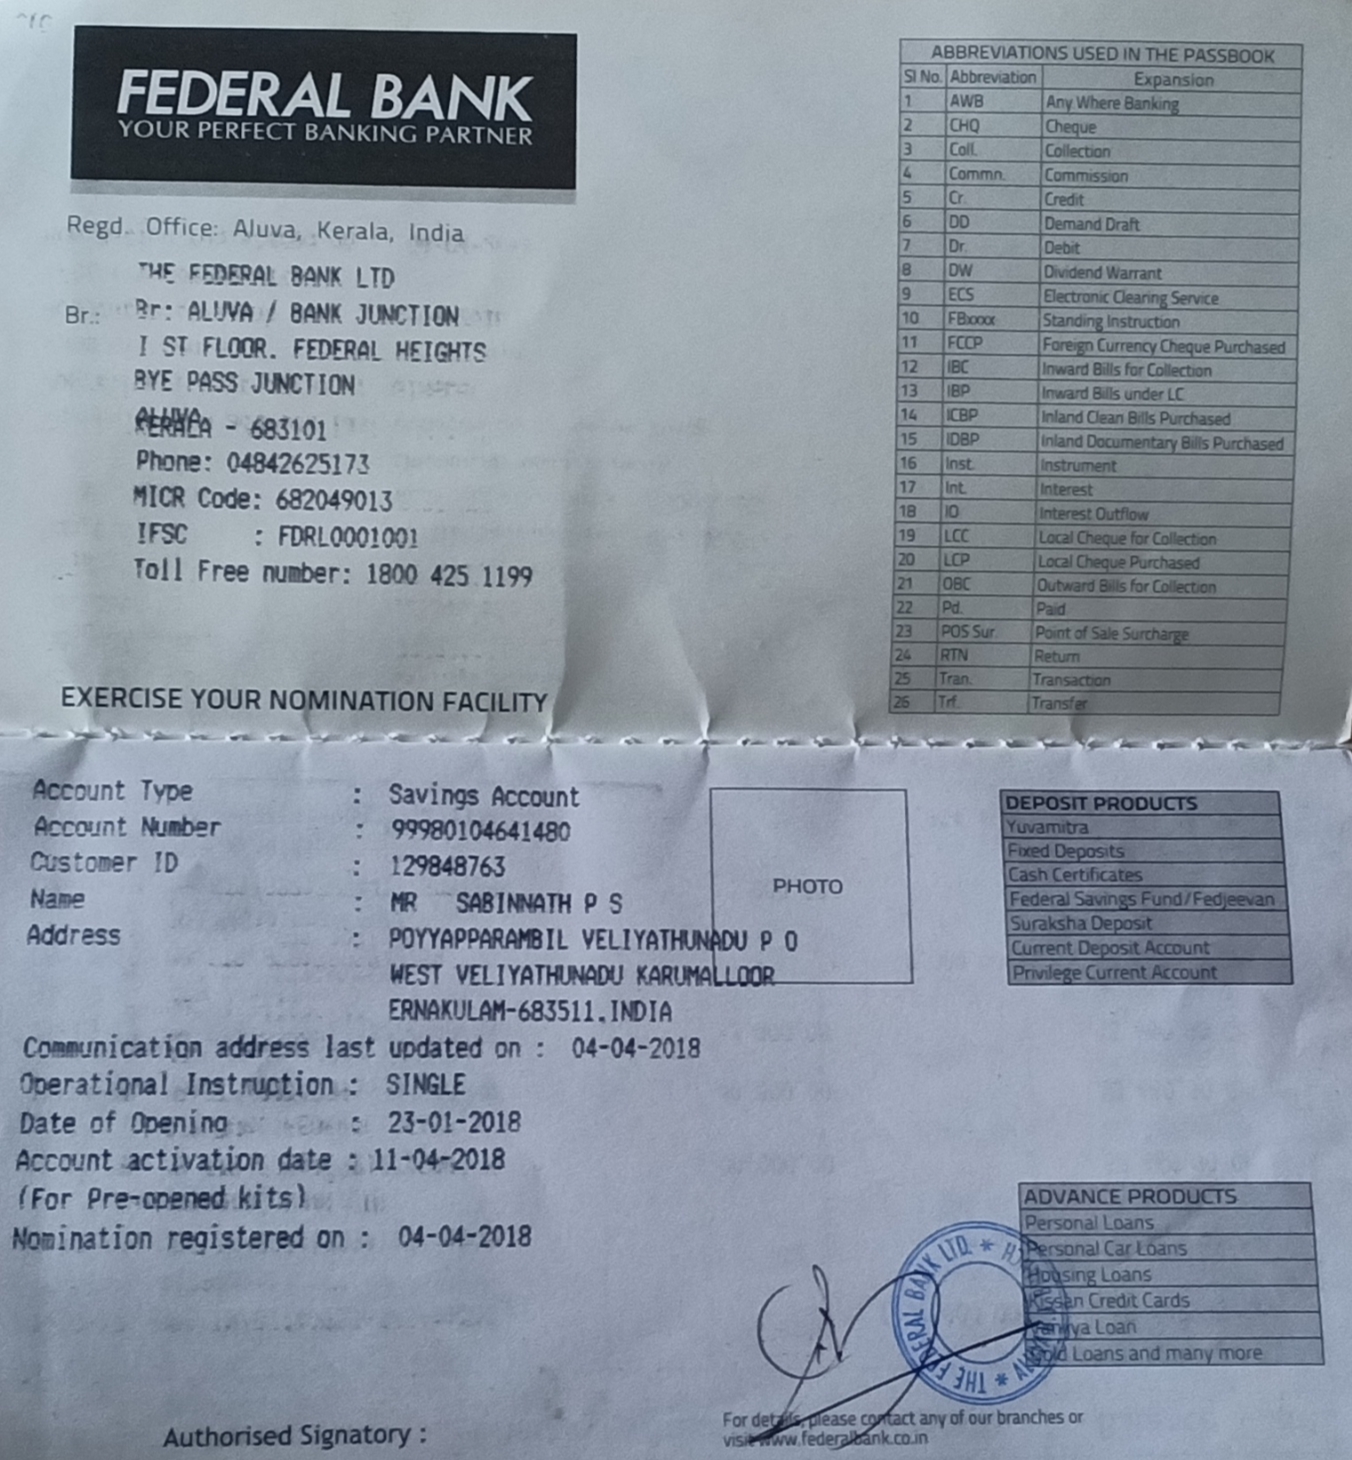 FEDERAL BANK
YOUR PERFECT BANKING PARTNER
Regd. Office: Aluva, Kerala, India
THE FEDERAL BANK LTD
Br.: Br: ALUVA / BANK JUNCTION
I ST FLOOR. FEDERAL HEIGHTS
BYE PASS JUNCTION
ALUVA
KERALA - 683101
Phone: 04842625173
MICR Code: 682049013
IFSC : FDRL0001001
Toll Free number: 1800 425 1199
EXERCISE YOUR NOMINATION FACILITY
ABBREVIATIONS USED IN THE PASSBOOK
Sl No. Abbreviation Expansion
1 AWB Any Where Banking
2 CHQ Cheque
3 Coll. Collection
4 Commn. Commission
5 Cr. Credit
6 DD Demand Draft
7 Dr. Debit
8 DW Dividend Warrant
9 ECS Electronic Clearing Service
10 FBxxxx Standing Instruction
11 FCCP Foreign Currency Cheque Purchased
12 IBC Inward Bills for Collection
13 IBP Inward Bills under LC
14 ICBP Inland Clean Bills Purchased
15 IDBP Inland Documentary Bills Purchased
16 Inst. Instrument
17 Int. Interest
18 IO Interest Outflow
19 LCC Local Cheque for Collection
20 LCP Local Cheque Purchased
21 OBC Outward Bills for Collection
22 Pd. Paid
23 POS Sur. Point of Sale Surcharge
24 RTN Return
25 Tran. Transaction
26 Trf. Transfer
Account Type : Savings Account
Account Number : 99980104641480
Customer ID : 129848763
Name : MR SABINNATH P S
Address : POYYAPPARAMBIL VELIYATHUNADU P O
WEST VELIYATHUNADU KARUMALLOOR
ERNAKULAM-683511.INDIA
Communication address last updated on : 04-04-2018
Operational Instruction : SINGLE
Date of Opening : 23-01-2018
Account activation date : 11-04-2018
(For Pre-opened kits)
Nomination registered on : 04-04-2018
PHOTO
DEPOSIT PRODUCTS
Yuvamitra
Fixed Deposits
Cash Certificates
Federal Savings Fund/Fedjeevan
Suraksha Deposit
Current Deposit Account
Privilege Current Account
ADVANCE PRODUCTS
Personal Loans
Personal Car Loans
Housing Loans
Kissan Credit Cards
Loan
Gold Loans and many more
THE FEDERAL BANK LTD.
Authorised Signatory :
For details, please contact any of our branches or
visit www.federalbank.co.in